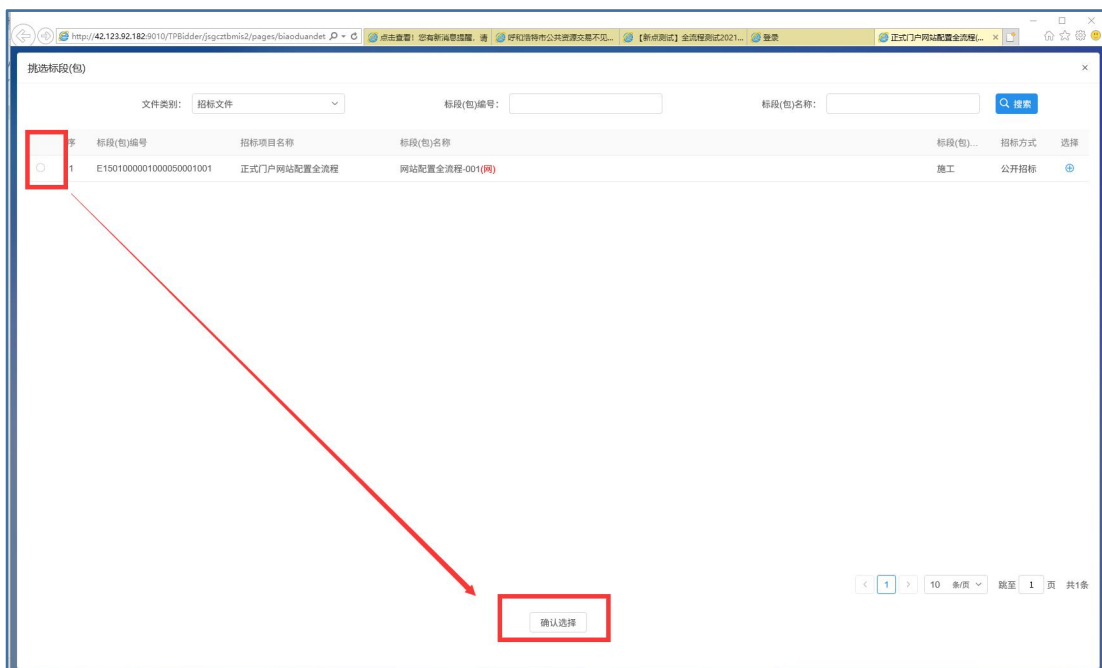 http://42.123.92.182:9010/TPBidder/jsgcztbmis2/pages/biaoduandet
点击查看！您有新消息提醒，请
呼和浩特市公共资源交易不见...
【新点测试】全流程测试2021...
登录
正式门户网站配置全流程(...
挑选标段(包)
文件类别： 招标文件 标段(包)编号： 标段(包)名称： 搜索
序 标段(包)编号 招标项目名称 标段(包)名称 标段(包)... 招标方式 选择
1 E1501000001000050001001 正式门户网站配置全流程 网站配置全流程-001(网) 施工 公开招标
1 10 条/页 跳至 1 页 共1条
确认选择